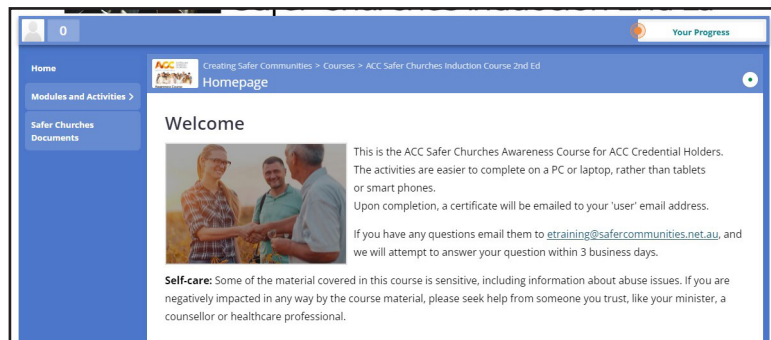 0
Your Progress
Home
Modules and Activities >
Safer Churches
Documents
Creating Safer Communities > Courses > ACC Safer Churches Induction Course 2nd Ed
Homepage
Welcome
This is the ACC Safer Churches Awareness Course for ACC Credential Holders.
The activities are easier to complete on a PC or laptop, rather than tablets
or smart phones.
Upon completion, a certificate will be emailed to your 'user' email address.
If you have any questions email them to etraining@safercommunities.net.au, and
we will attempt to answer your question within 3 business days.
Self-care: Some of the material covered in this course is sensitive, including information about abuse issues. If you are
negatively impacted in any way by the course material, please seek help from someone you trust, like your minister, a
counsellor or healthcare professional.